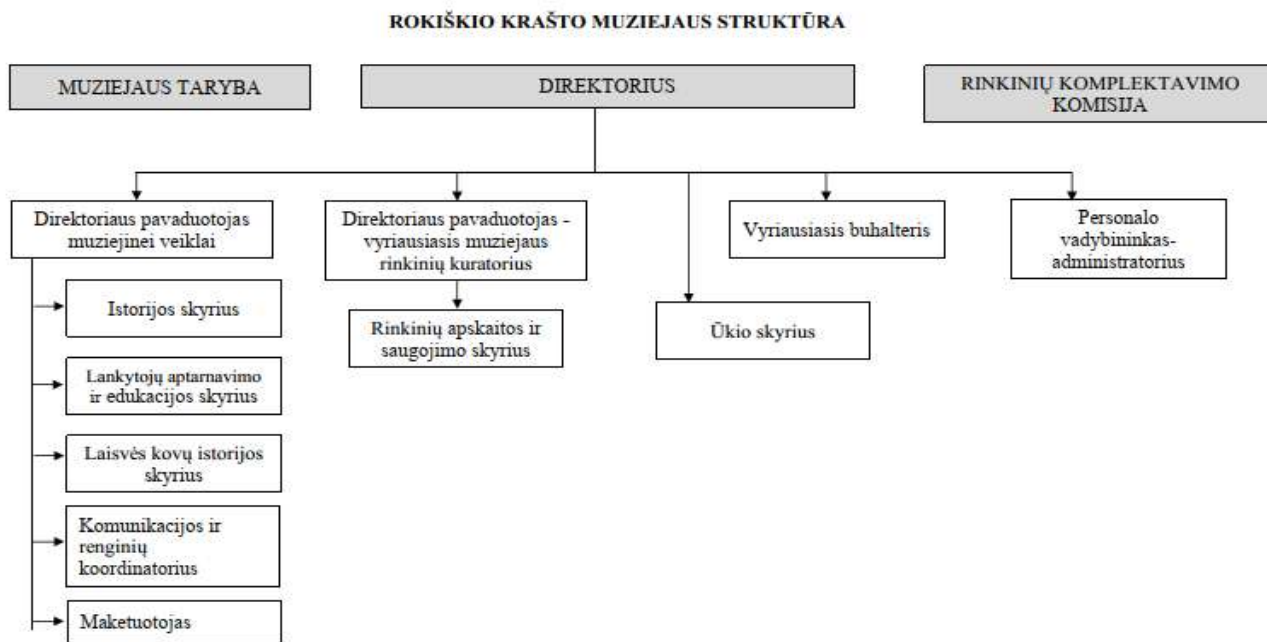 ROKIŠKIO KRAŠTO MUZIEJAUS STRUKTŪRA
MUZIEJAUS TARYBA
DIREKTORIUS
RINKINIŲ KOMPLEKTAVIMO
KOMISIJA
Direktoriaus pavaduotojas
muziejinei veiklai
Direktoriaus pavaduotojas -
vyriausiasis muziejaus
rinkinių kuratorius
Vyriausiasis buhalteris
Personalo
vadybininkas-
administratorius
Istorijos skyrius
Rinkinių apskaitos ir
saugojimo skyrius
Ūkio skyrius
Lankytojų aptarnavimo
ir edukacijos skyrius
Laisvės kovų istorijos
skyrius
Komunikacijos ir
renginių
koordinatorius
Maketuotojas